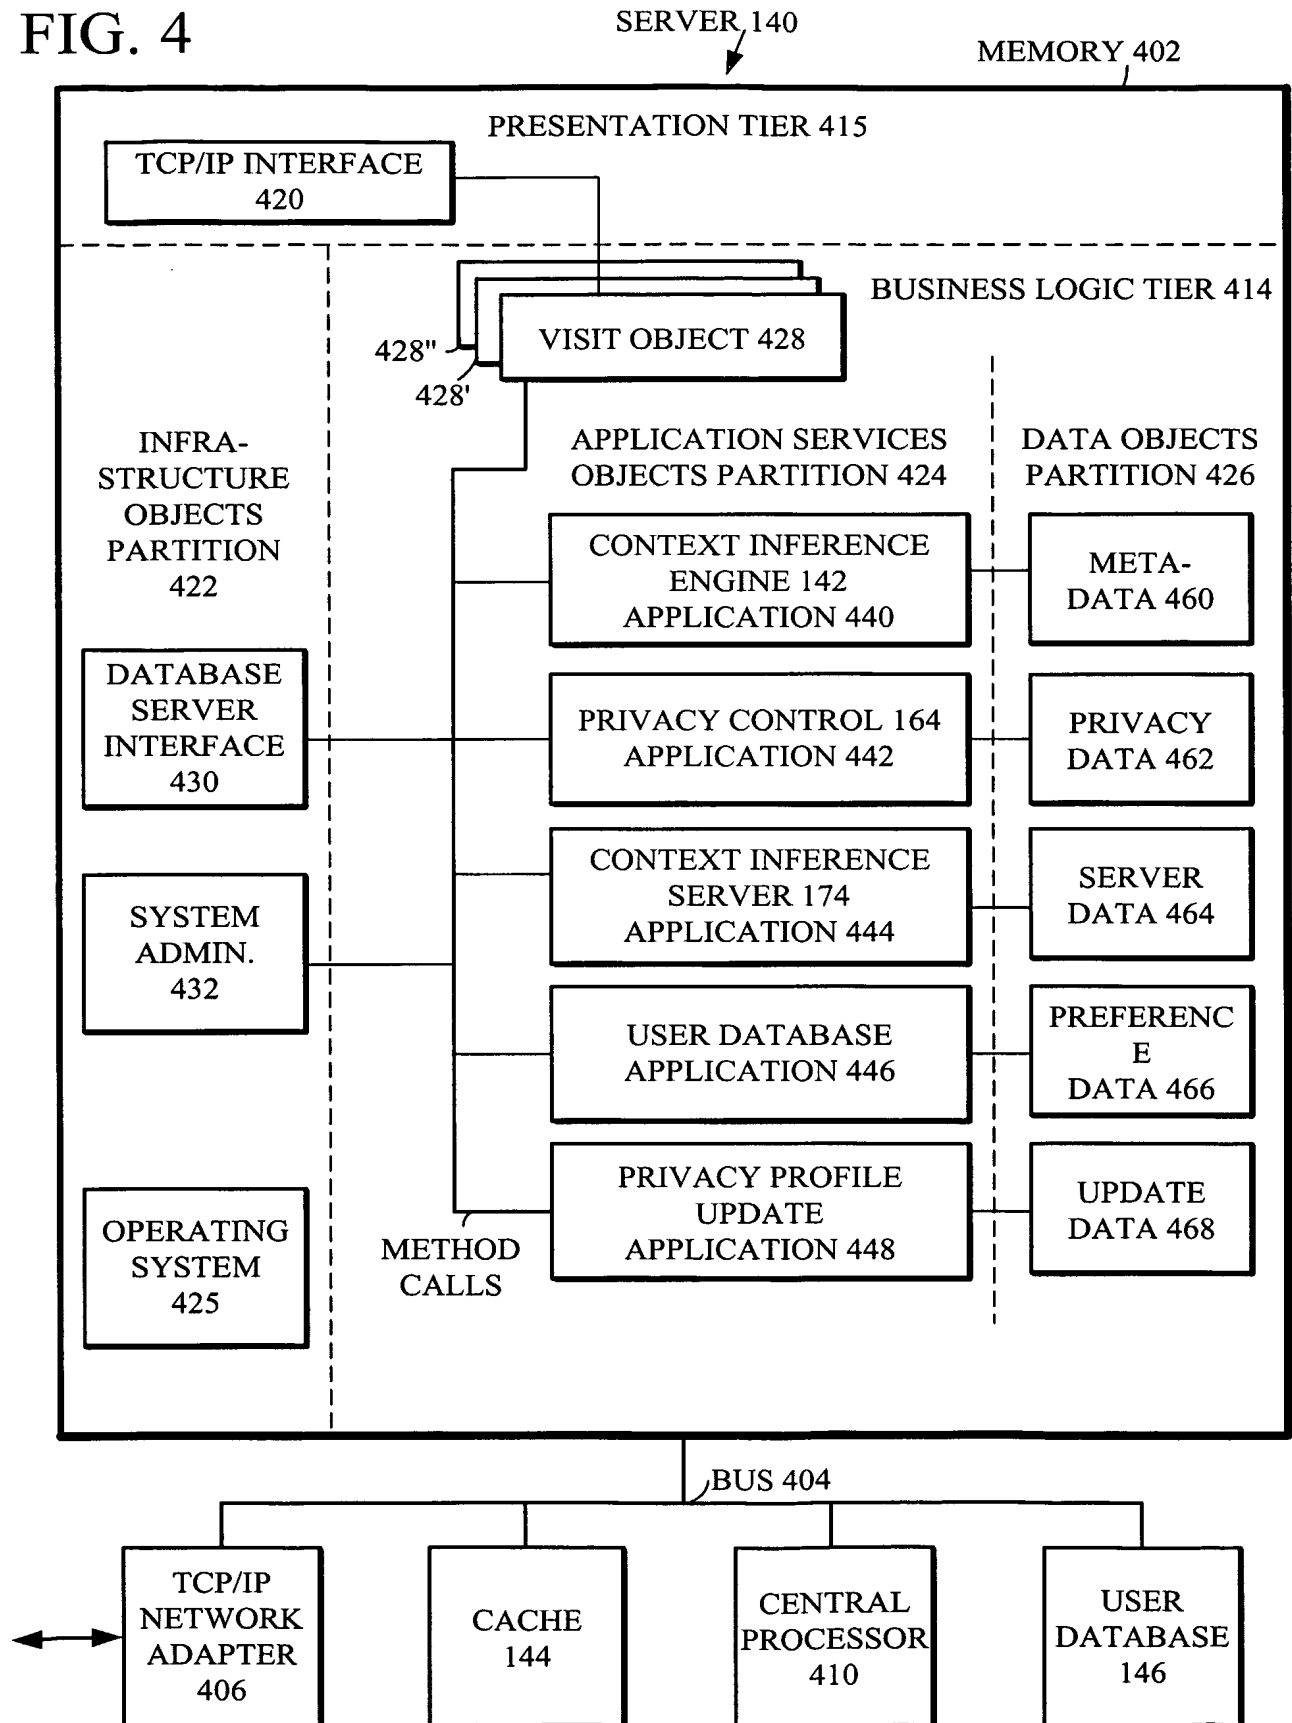 FIG. 4
SERVER 140
MEMORY 402
PRESENTATION TIER 415
TCP/IP INTERFACE
420
BUSINESS LOGIC TIER 414
VISIT OBJECT 428
428"
428'
INFRA-
STRUCTURE
OBJECTS
PARTITION
422
APPLICATION SERVICES
OBJECTS PARTITION 424
DATA OBJECTS
PARTITION 426
CONTEXT INFERENCE
ENGINE 142
APPLICATION 440
META-
DATA 460
DATABASE
SERVER
INTERFACE
430
PRIVACY CONTROL 164
APPLICATION 442
PRIVACY
DATA 462
CONTEXT INFERENCE
SERVER 174
APPLICATION 444
SERVER
DATA 464
SYSTEM
ADMIN.
432
USER DATABASE
APPLICATION 446
PREFERENC
E
DATA 466
PRIVACY PROFILE
UPDATE
APPLICATION 448
UPDATE
DATA 468
OPERATING
SYSTEM
425
METHOD
CALLS
BUS 404
TCP/IP
NETWORK
ADAPTER
406
CACHE
144
CENTRAL
PROCESSOR
410
USER
DATABASE
146